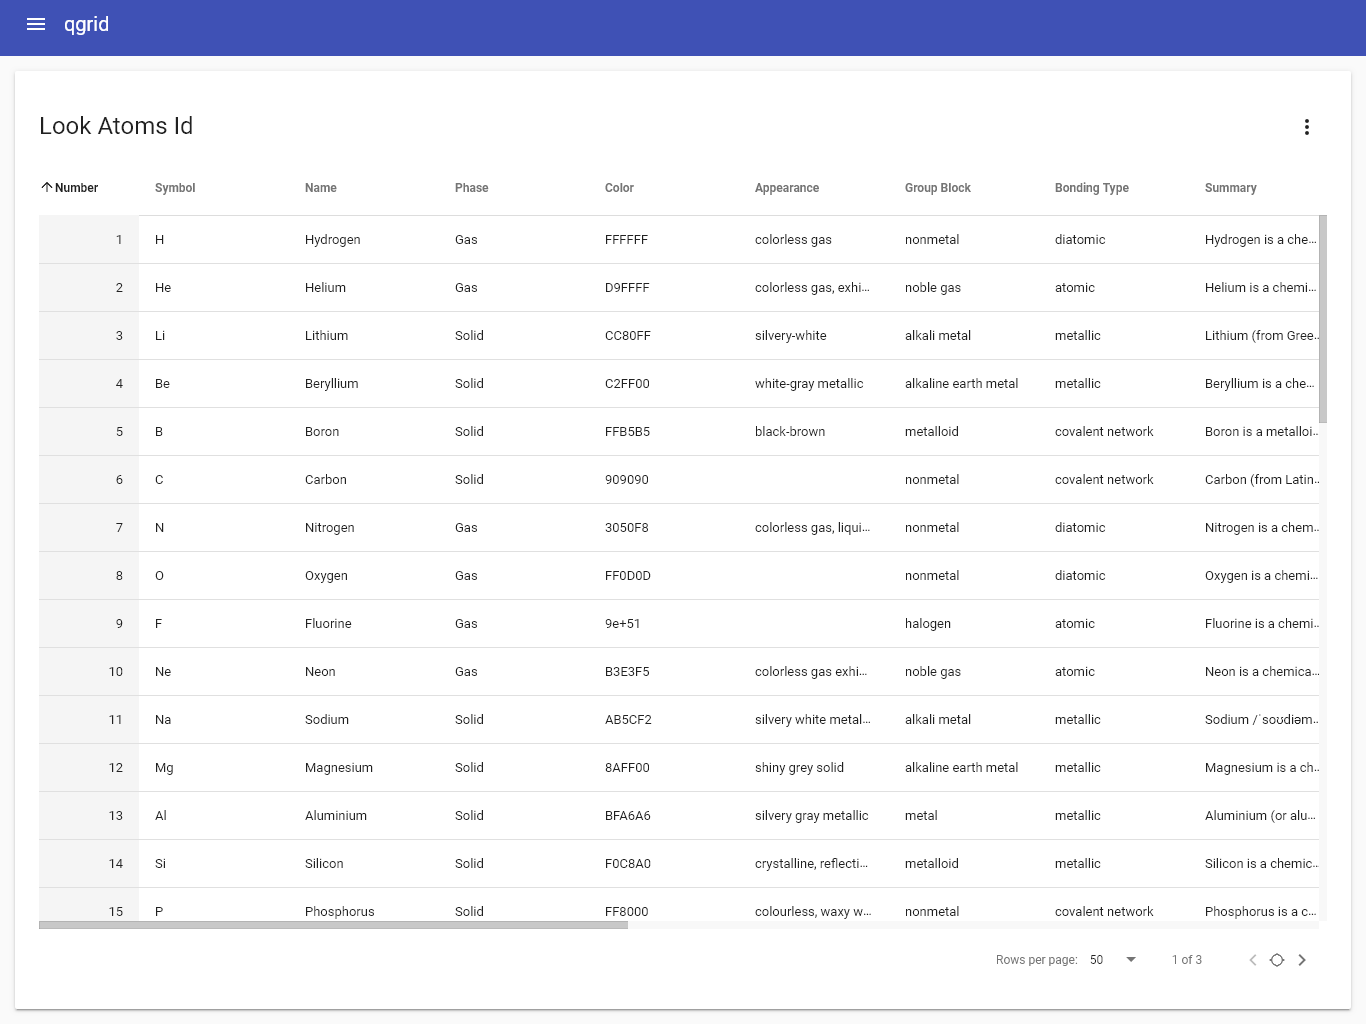 qgrid
Look Atoms Id
Number Symbol Name Phase Color Appearance Group Block Bonding Type Summary
1 H Hydrogen Gas FFFFFF colorless gas nonmetal diatomic Hydrogen is a che...
2 He Helium Gas D9FFFF colorless gas, exhi... noble gas atomic Helium is a chemi...
3 Li Lithium Solid CC80FF silvery-white alkali metal metallic Lithium (from Gree...
4 Be Beryllium Solid C2FF00 white-gray metallic alkaline earth metal metallic Beryllium is a che...
5 B Boron Solid FFB5B5 black-brown metalloid covalent network Boron is a metalloi...
6 C Carbon Solid 909090 nonmetal covalent network Carbon (from Latin...
7 N Nitrogen Gas 3050F8 colorless gas, liqui... nonmetal diatomic Nitrogen is a chem...
8 O Oxygen Gas FF0D0D nonmetal diatomic Oxygen is a chemi...
9 F Fluorine Gas 9e+51 halogen atomic Fluorine is a chemi...
10 Ne Neon Gas B3E3F5 colorless gas exhi... noble gas atomic Neon is a chemica...
11 Na Sodium Solid AB5CF2 silvery white metal... alkali metal metallic Sodium /ˈsoʊdiəm...
12 Mg Magnesium Solid 8AFF00 shiny grey solid alkaline earth metal metallic Magnesium is a ch...
13 Al Aluminium Solid BFA6A6 silvery gray metallic metal metallic Aluminium (or alu...
14 Si Silicon Solid F0C8A0 crystalline, reflecti... metalloid metallic Silicon is a chemic...
15 P Phosphorus Solid FF8000 colourless, waxy w... nonmetal covalent network Phosphorus is a c...
Rows per page: 50 1 of 3